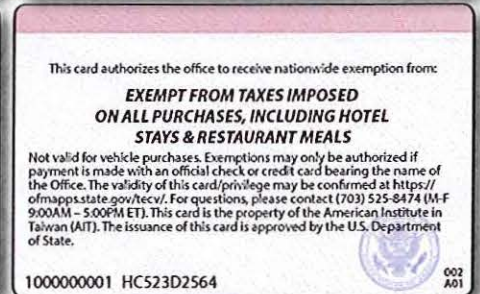 This card authorizes the office to receive nationwide exemption from:
EXEMPT FROM TAXES IMPOSED
ON ALL PURCHASES, INCLUDING HOTEL
STAYS & RESTAURANT MEALS
Not valid for vehicle purchases. Exemptions may only be authorized if
payment is made with an official check or credit card bearing the name of
the Office. The validity of this card/privilege may be confirmed at https://
ofmapps.state.gov/tecv/. For questions, please contact (703) 525-8474 (M-F
9:00AM – 5:00PM ET). This card is the property of the American Institute in
Taiwan (AIT). The issuance of this card is approved by the U.S. Department
of State.
1000000001 HC523D2564
002
A01